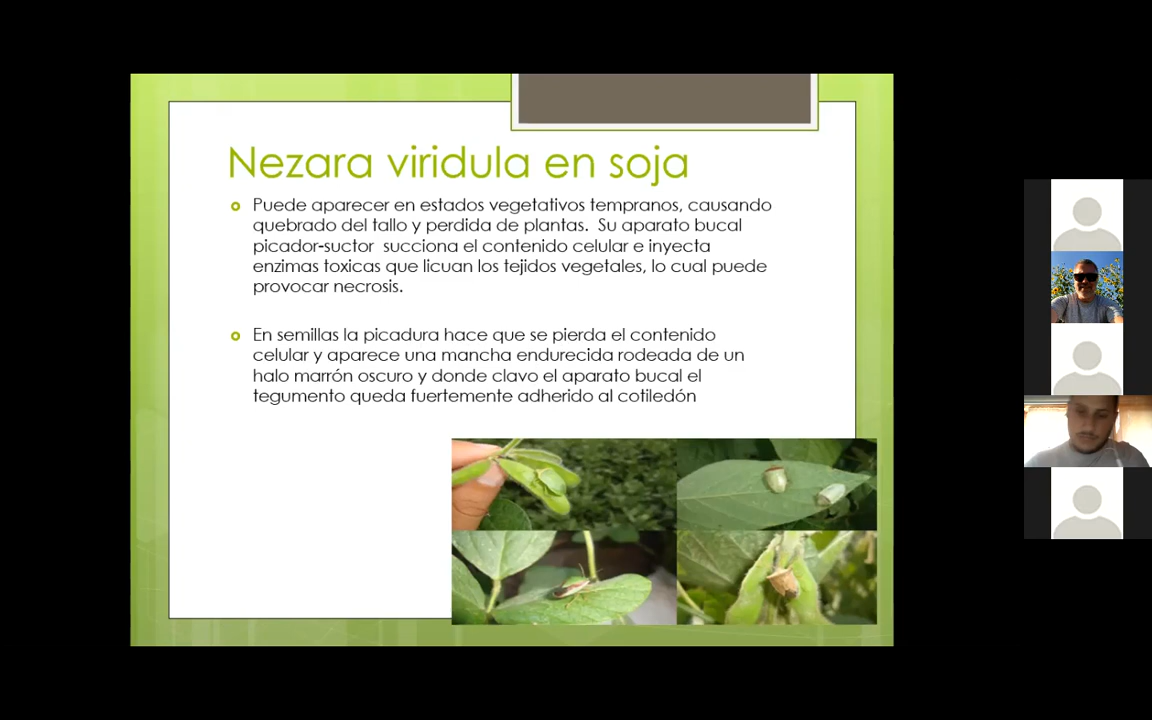 Nezara viridula en soja
Puede aparecer en estados vegetativos tempranos, causando
quebrado del tallo y perdida de plantas.  Su aparato bucal
picador-suctor  succiona el contenido celular e inyecta
enzimas toxicas que licuan los tejidos vegetales, lo cual puede
provocar necrosis.
En semillas la picadura hace que se pierda el contenido
celular y aparece una mancha endurecida rodeada de un
halo marrón oscuro y donde clavo el aparato bucal el
tegumento queda fuertemente adherido al cotiledón